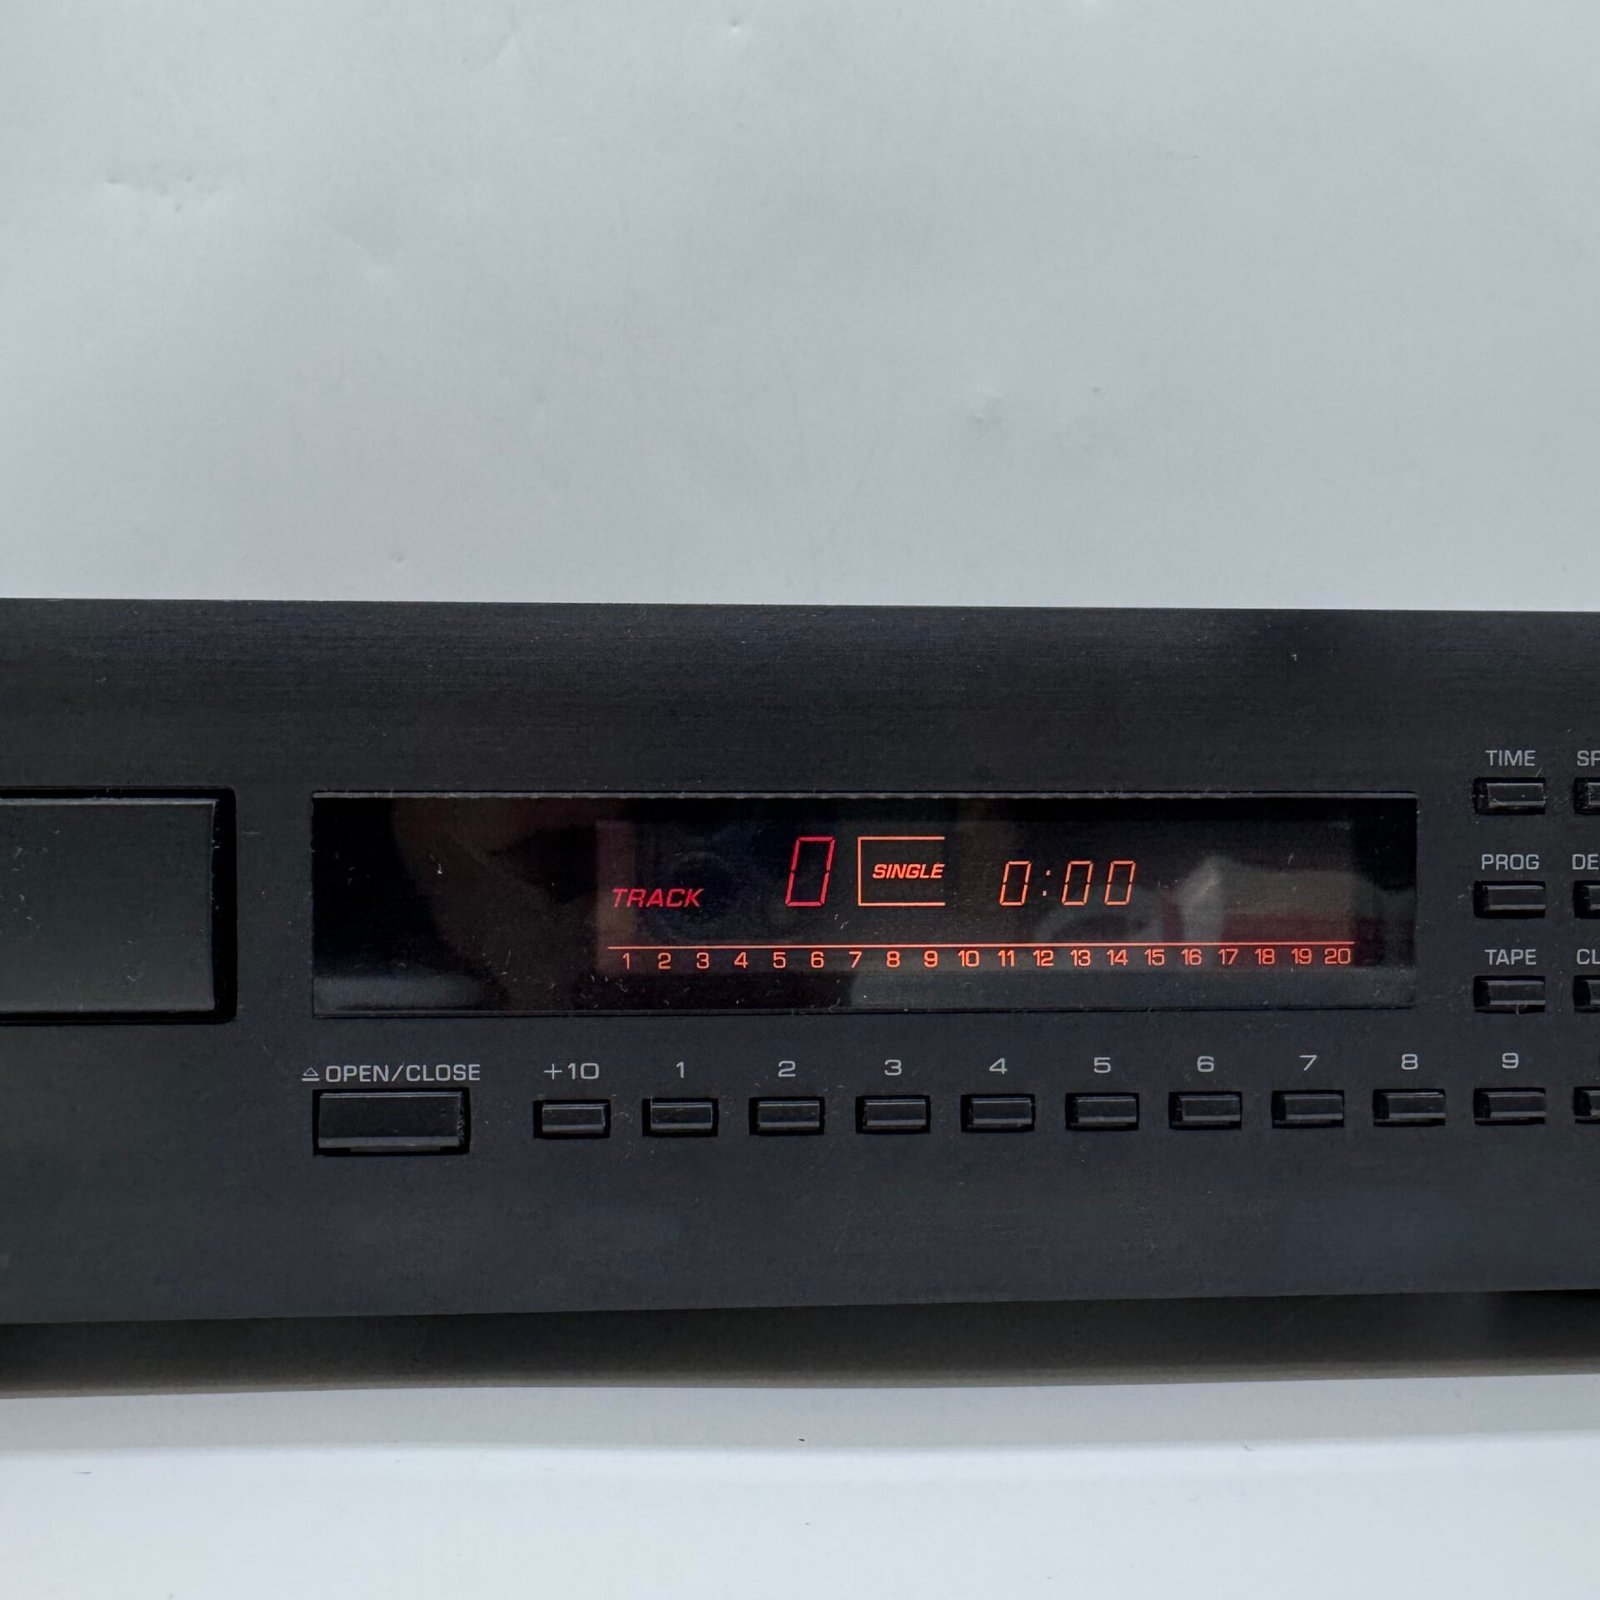 TIME
TRACK 0 SINGLE 0:00
PROG
1 2 3 4 5 6 7 8 9 10 11 12 13 14 15 16 17 18 19 20
TAPE
OPEN/CLOSE +10 1 2 3 4 5 6 7 8 9